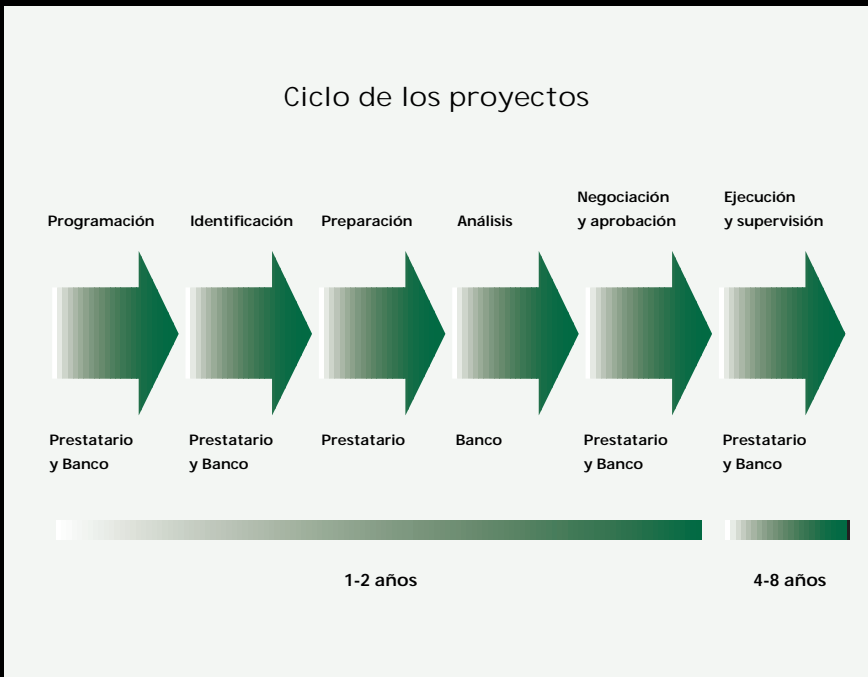 Ciclo de los proyectos
Programación
Identificación
Preparación
Análisis
Negociación
y aprobación
Ejecución
y supervisión
Prestatario
y Banco
Prestatario
y Banco
Prestatario
Banco
Prestatario
y Banco
Prestatario
y Banco
1-2 años
4-8 años